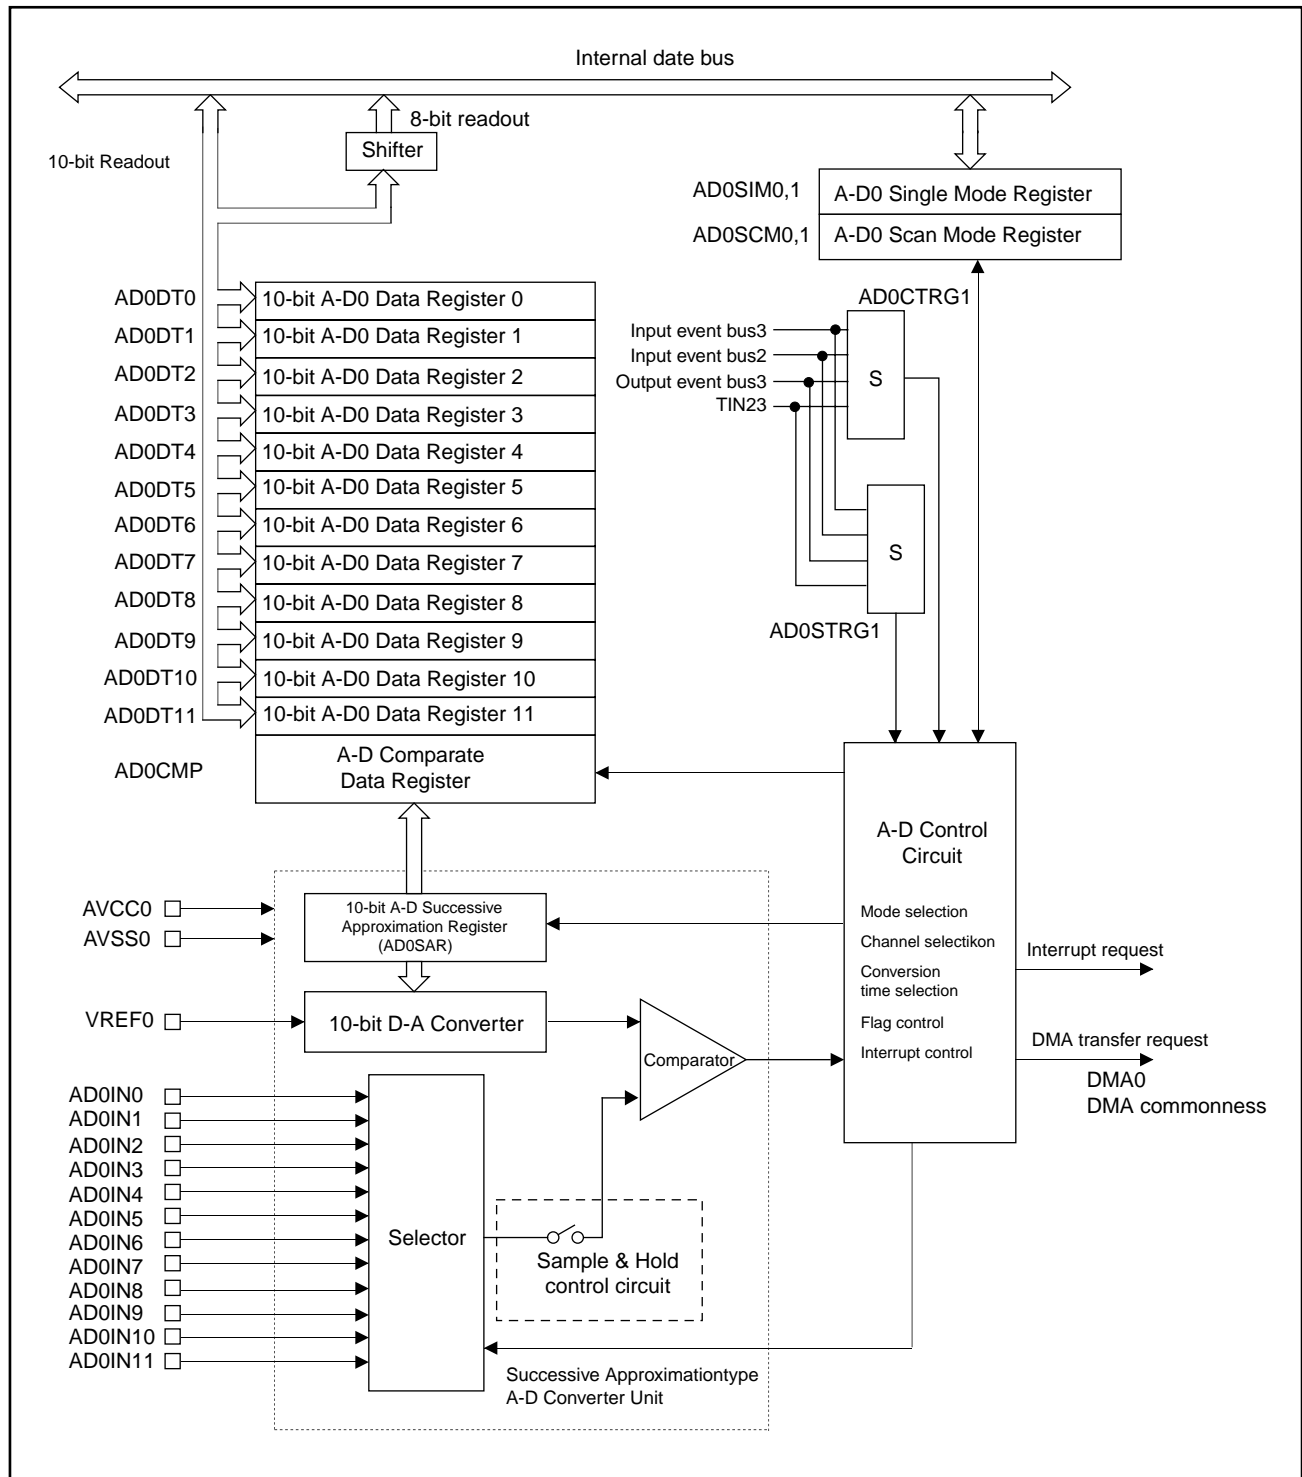 Internal date bus
8-bit readout
Shifter
10-bit Readout
AD0SIM0,1
A-D0 Single Mode Register
AD0SCM0,1
A-D0 Scan Mode Register
AD0DT0
10-bit A-D0 Data Register 0
AD0DT1
10-bit A-D0 Data Register 1
AD0DT2
10-bit A-D0 Data Register 2
AD0DT3
10-bit A-D0 Data Register 3
AD0DT4
10-bit A-D0 Data Register 4
AD0DT5
10-bit A-D0 Data Register 5
AD0DT6
10-bit A-D0 Data Register 6
AD0DT7
10-bit A-D0 Data Register 7
AD0DT8
10-bit A-D0 Data Register 8
AD0DT9
10-bit A-D0 Data Register 9
AD0DT10
10-bit A-D0 Data Register 10
AD0DT11
10-bit A-D0 Data Register 11
AD0CMP
A-D Comparate
Data Register
AD0CTRG1
Input event bus3
Input event bus2
Output event bus3
TIN23
S
S
AD0STRG1
A-D Control
Circuit
Mode selection
Channel selectikon
Conversion
time selection
Flag control
Interrupt control
Interrupt request
DMA transfer request
DMA0
DMA commonness
AVCC0
AVSS0
10-bit A-D Successive
Approximation Register
(AD0SAR)
VREF0
10-bit D-A Converter
Comparator
AD0IN0
AD0IN1
AD0IN2
AD0IN3
AD0IN4
AD0IN5
AD0IN6
AD0IN7
AD0IN8
AD0IN9
AD0IN10
AD0IN11
Selector
Sample & Hold
control circuit
Successive Approximationtype
A-D Converter Unit